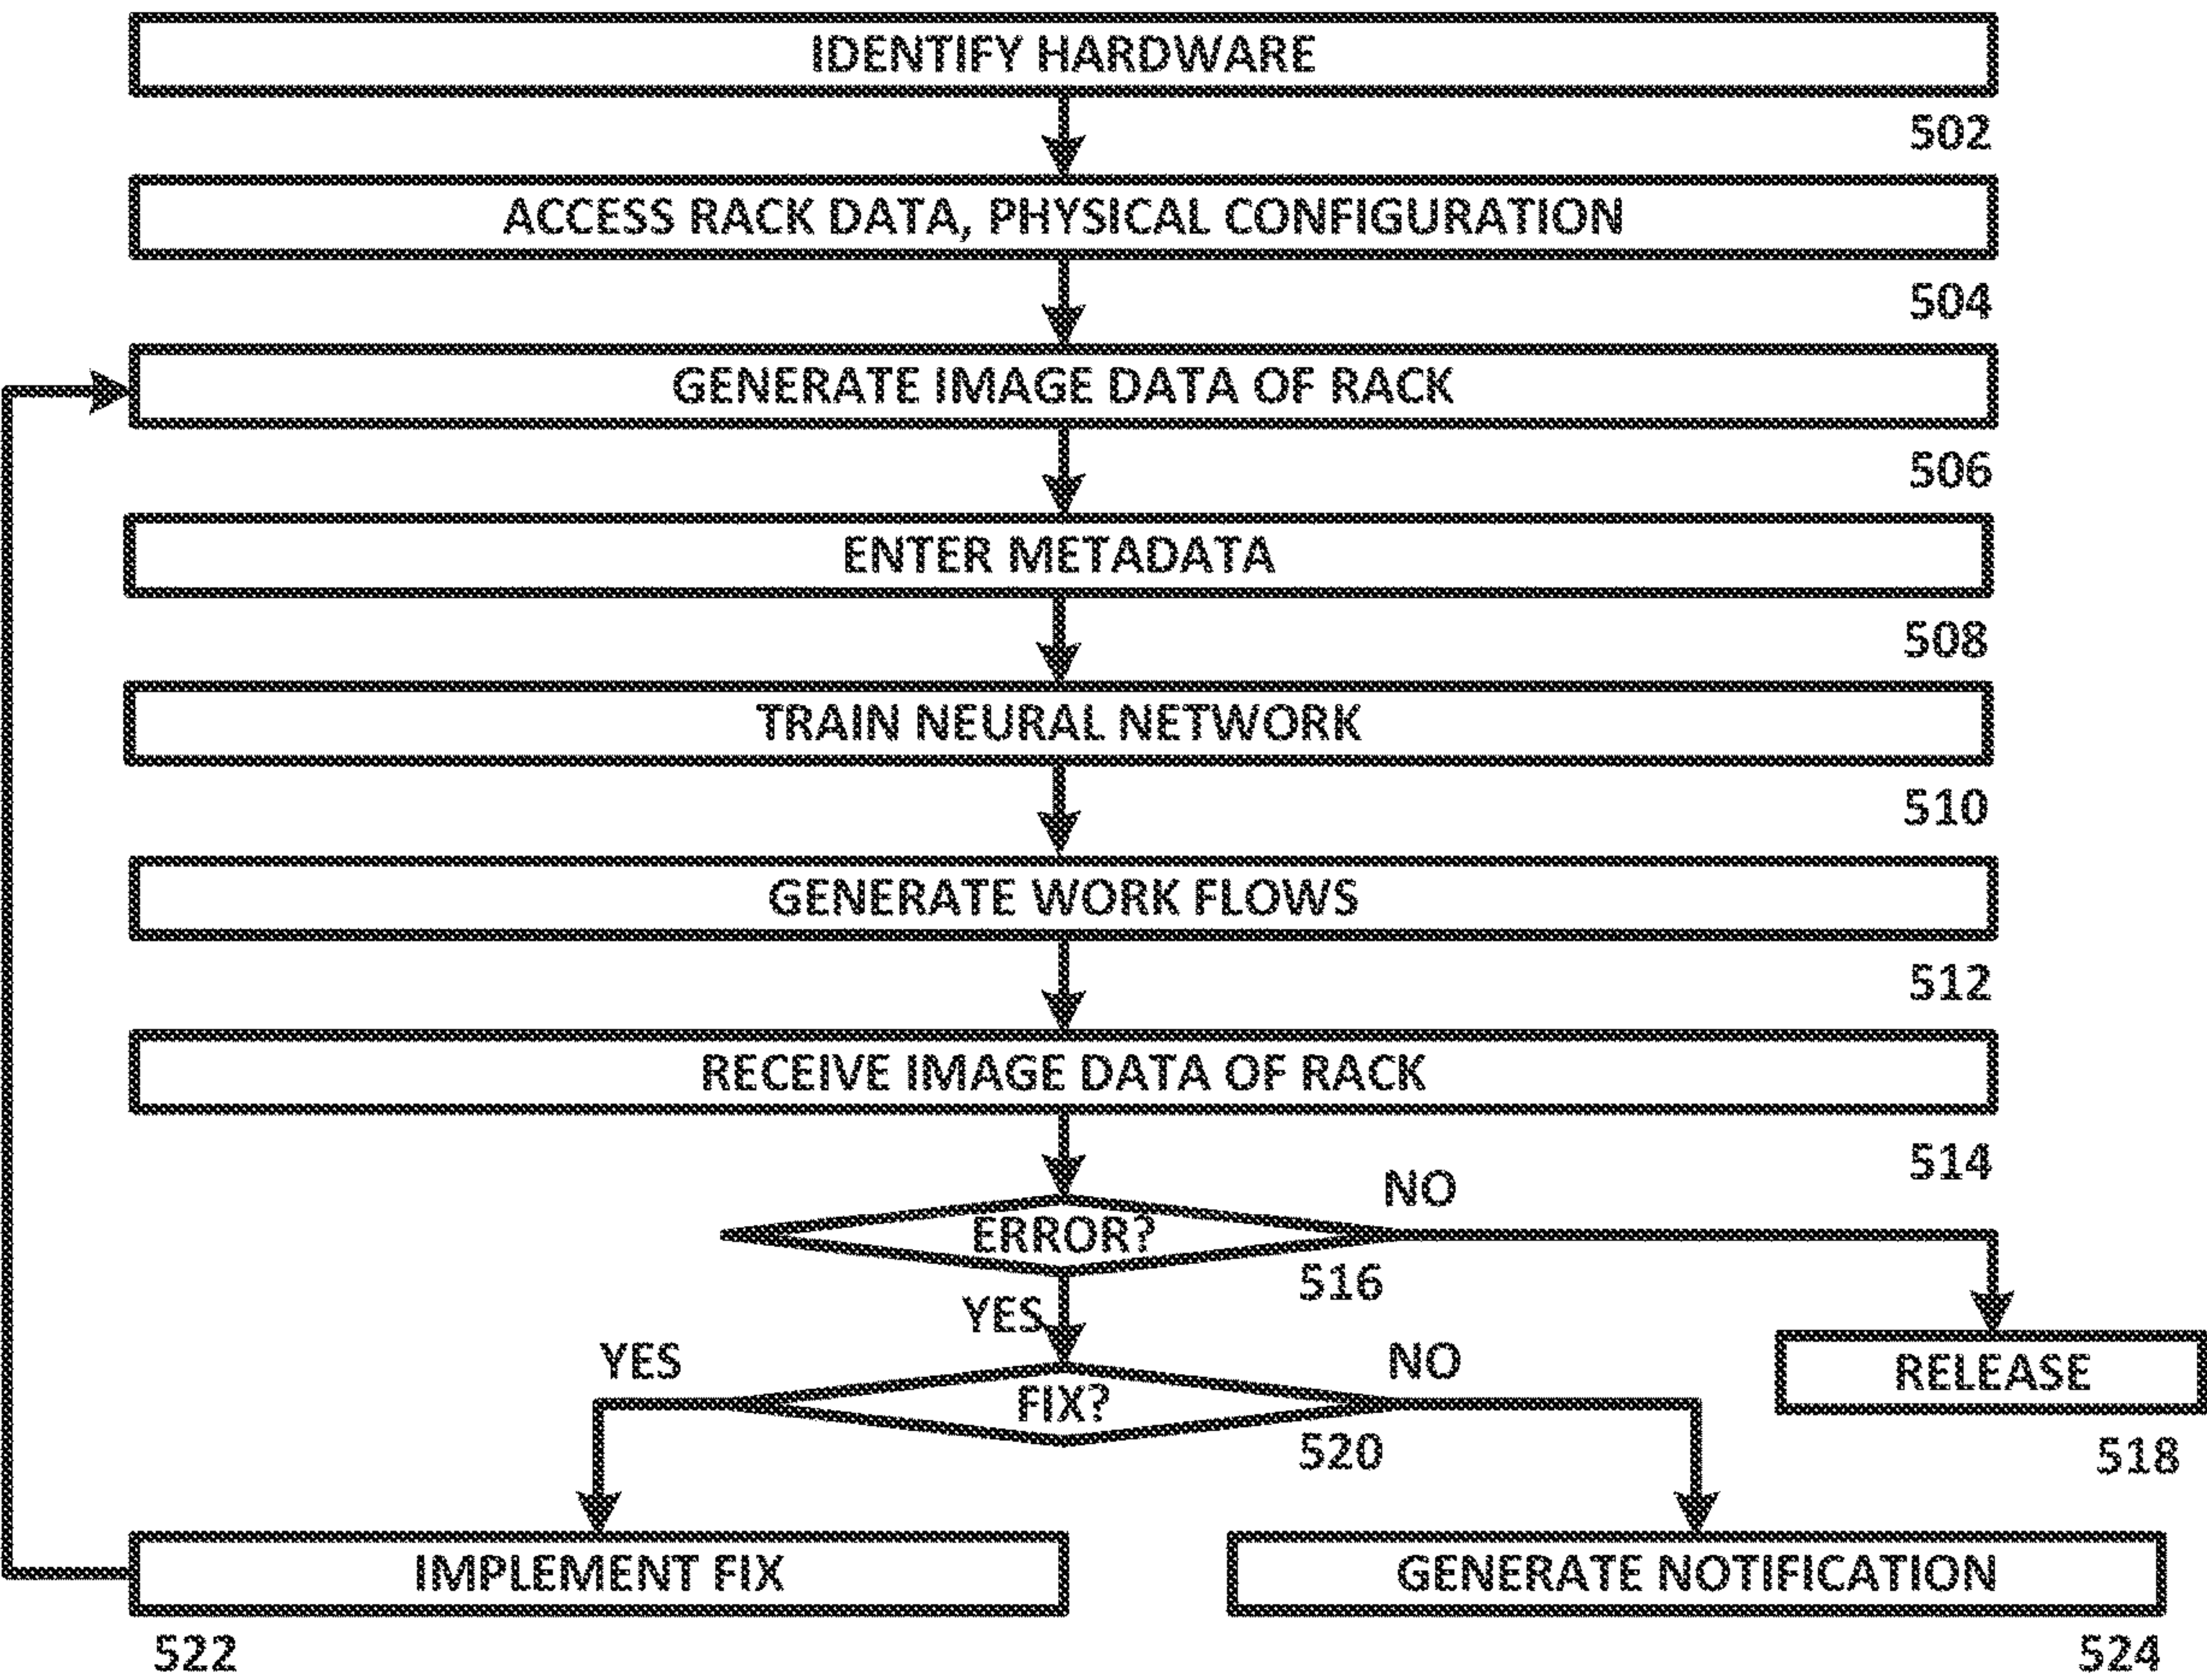 IDENTIFY HARDWARE
502
ACCESS RACK DATA, PHYSICAL CONFIGURATION
504
GENERATE IMAGE DATA OF RACK
506
ENTER METADATA
508
TRAIN NEURAL NETWORK
510
GENERATE WORK FLOWS
512
RECEIVE IMAGE DATA OF RACK
514
NO
ERROR?
516
YES
YES
NO
RELEASE
FIX?
520
518
IMPLEMENT FIX
GENERATE NOTIFICATION
522
524